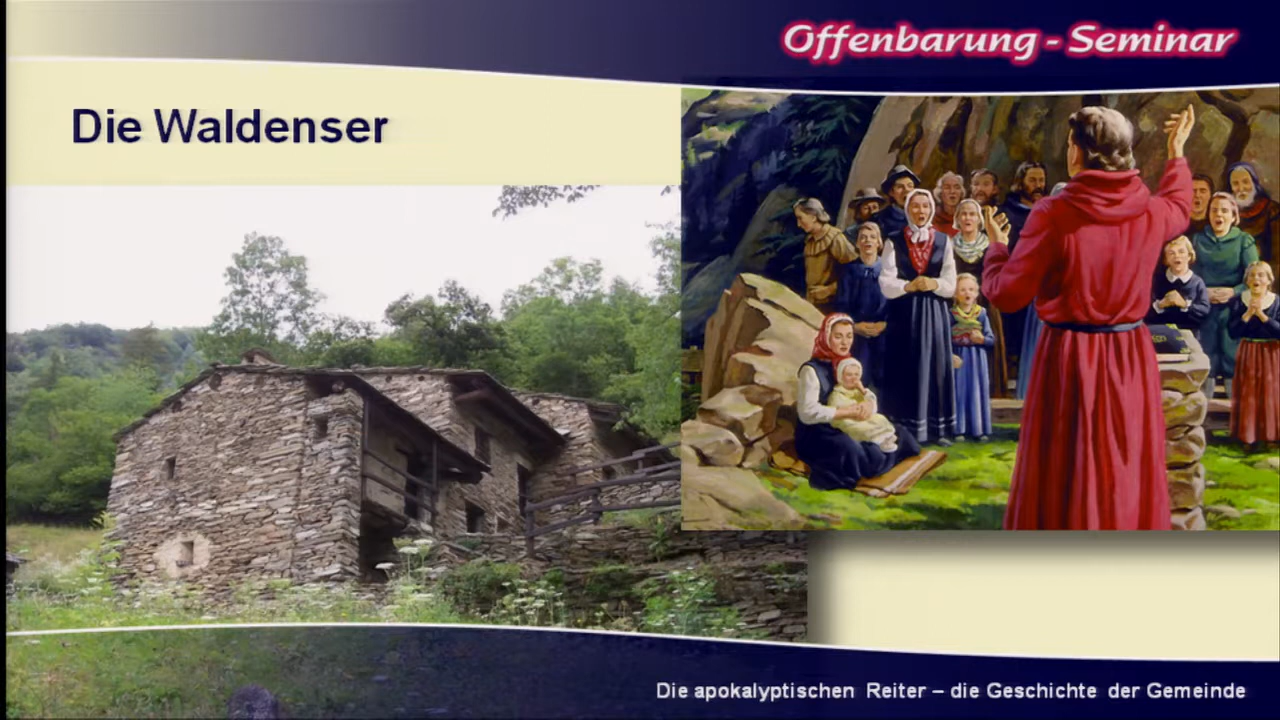 Offenbarung - Seminar
Die Waldenser
Die apokalyptischen Reiter – die Geschichte der Gemeinde